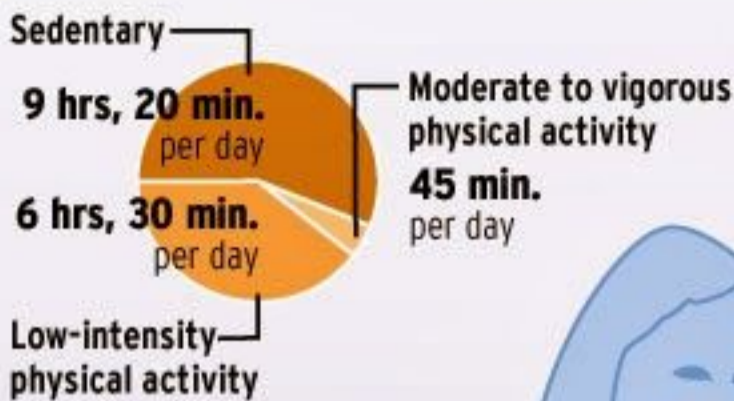 Sedentary
9 hrs, 20 min.
per day
6 hrs, 30 min.
per day
Low-intensity
physical activity
Moderate to vigorous
physical activity
45 min.
per day